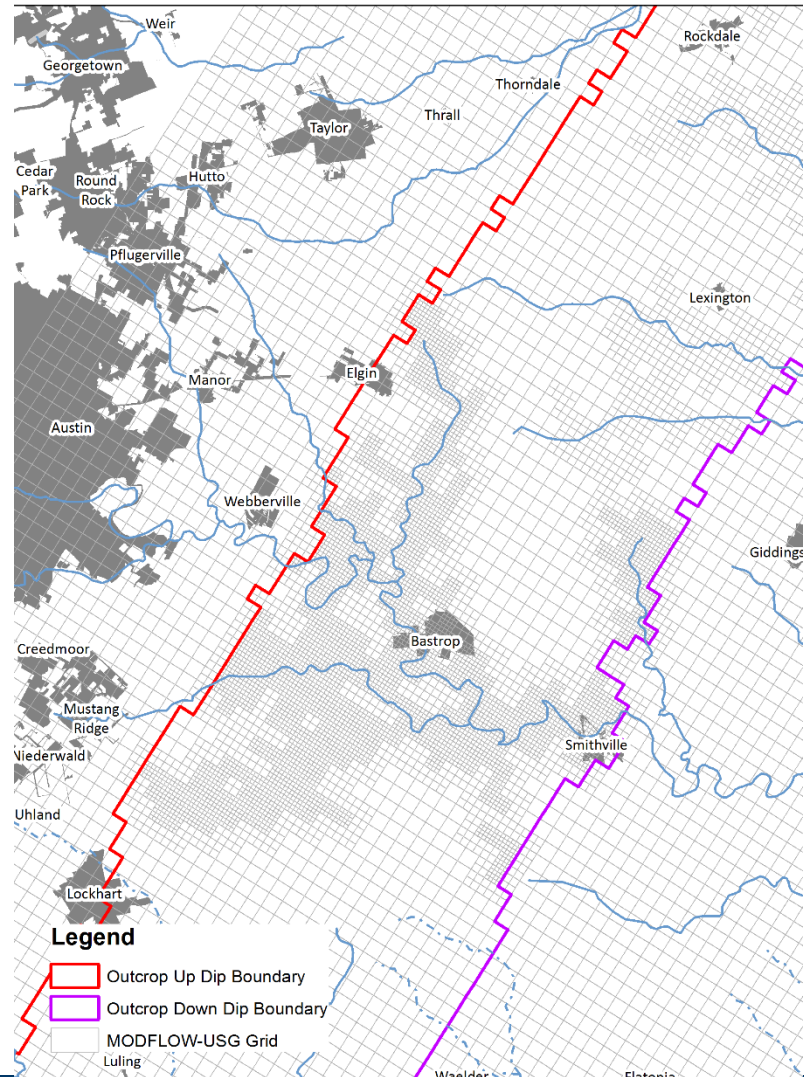 Weir
Rockdale
Georgetown
Thorndale
Thrall
Taylor
Cedar
Park
Round
Rock
Hutto
Pflugerville
Lexington
Elgin
Manor
Austin
Webberville
Giddings
Bastrop
Creedmoor
Mustang
Ridge
Smithville
Niederwald
Uhland
Lockhart
Legend
Outcrop Up Dip Boundary
Outcrop Down Dip Boundary
MODFLOW-USG Grid
Luling
Waelder
Flatonia